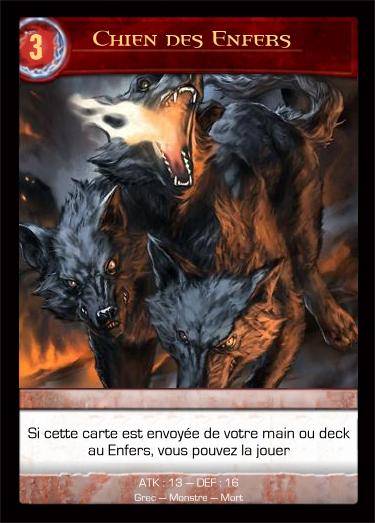 3
Chien des Enfers
Si cette carte est envoyée de votre main ou deck
au Enfers, vous pouvez la jouer
ATK : 13 — DEF : 16
Grec — Monstre — Mort